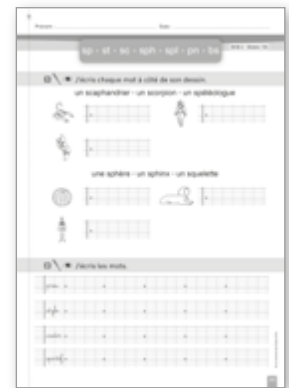 Prénom : Date :
sp - st - sc - sph - spl - pn - bs
J'écris chaque mot à côté de son dessin.
un scaphandrier - un scorpion - un spéléologue
une sphère - un sphinx - un squelette
J'écris les mots.